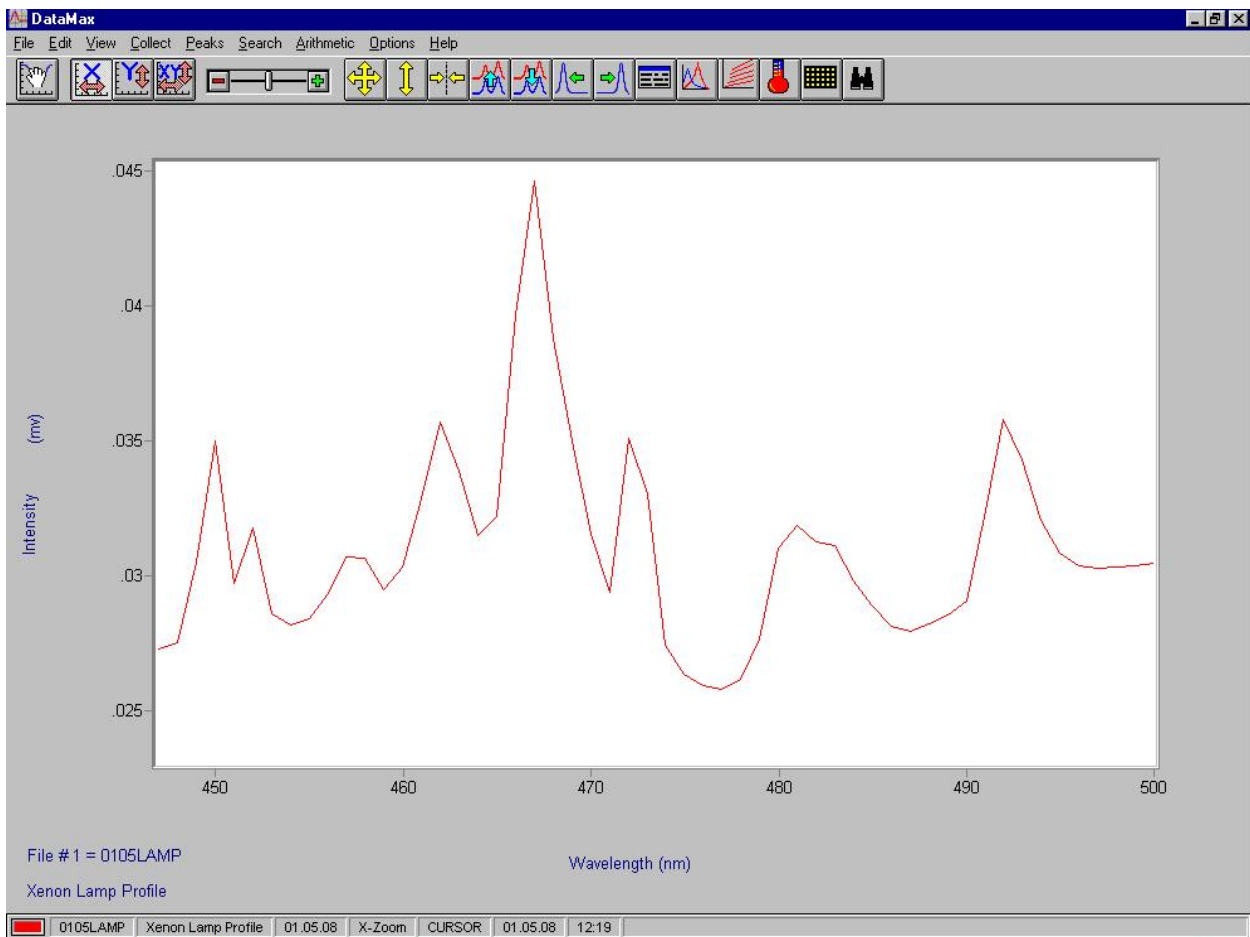 DataMax
File Edit View Collect Peaks Search Arithmetic Options Help
X Y XY
.045
.04
.035
.03
.025
Intensity (mv)
450 460 470 480 490 500
Wavelength (nm)
File # 1 = 0105LAMP
Xenon Lamp Profile
0105LAMP Xenon Lamp Profile 01.05.08 X-Zoom CURSOR 01.05.08 12:19